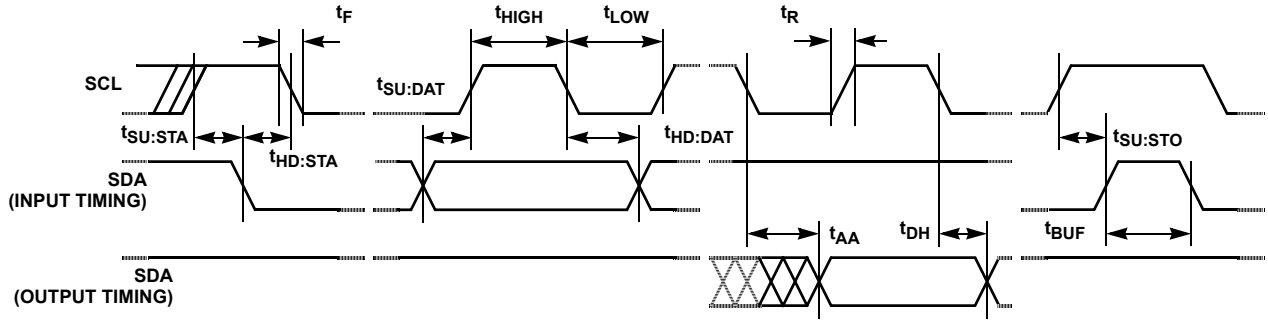 tF
tHIGH
tLOW
tR
SCL
tSU:DAT
tSU:STA
tHD:STA
tHD:DAT
tSU:STO
SDA
(INPUT TIMING)
tAA
tDH
tBUF
SDA
(OUTPUT TIMING)